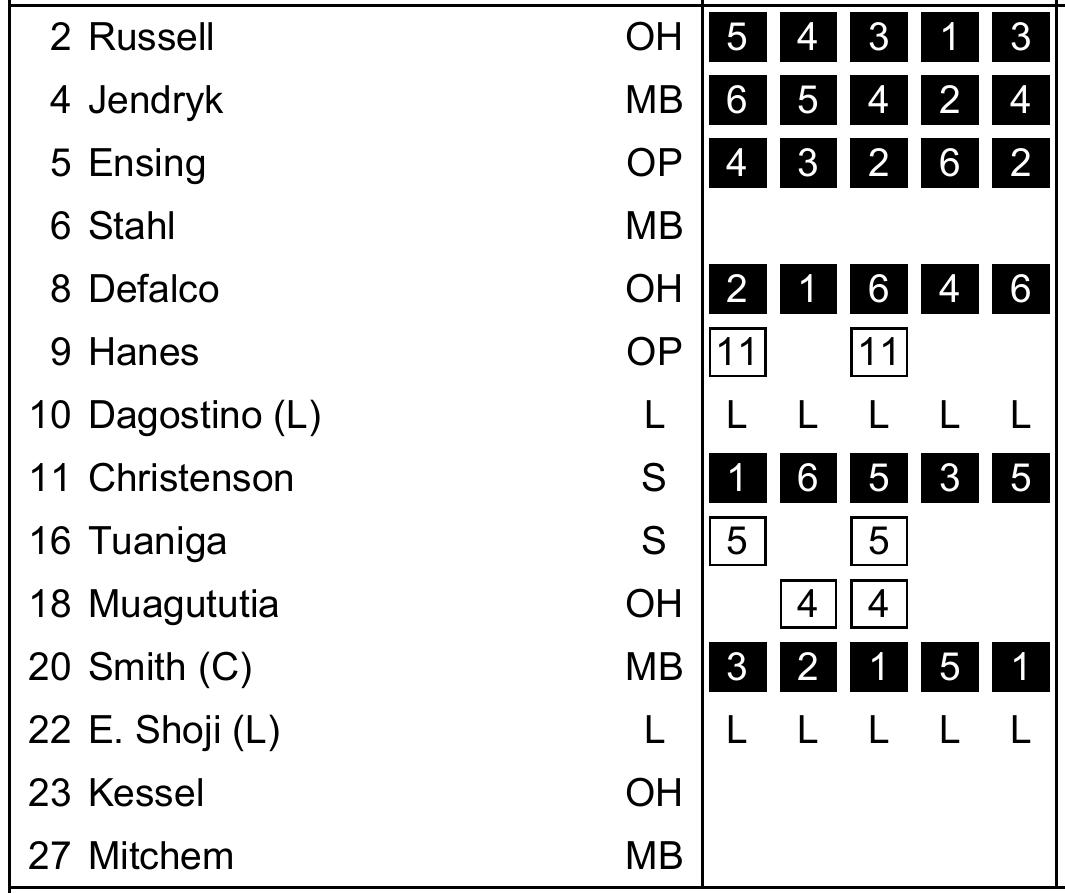 2 Russell OH 5 4 3 1 3
4 Jendryk MB 6 5 4 2 4
5 Ensing OP 4 3 2 6 2
6 Stahl MB
8 Defalco OH 2 1 6 4 6
9 Hanes OP 11 11
10 Dagostino (L) L L L L L L
11 Christenson S 1 6 5 3 5
16 Tuaniga S 5 5
18 Muagututia OH 4 4
20 Smith (C) MB 3 2 1 5 1
22 E. Shoji (L) L L L L L L
23 Kessel OH
27 Mitchem MB